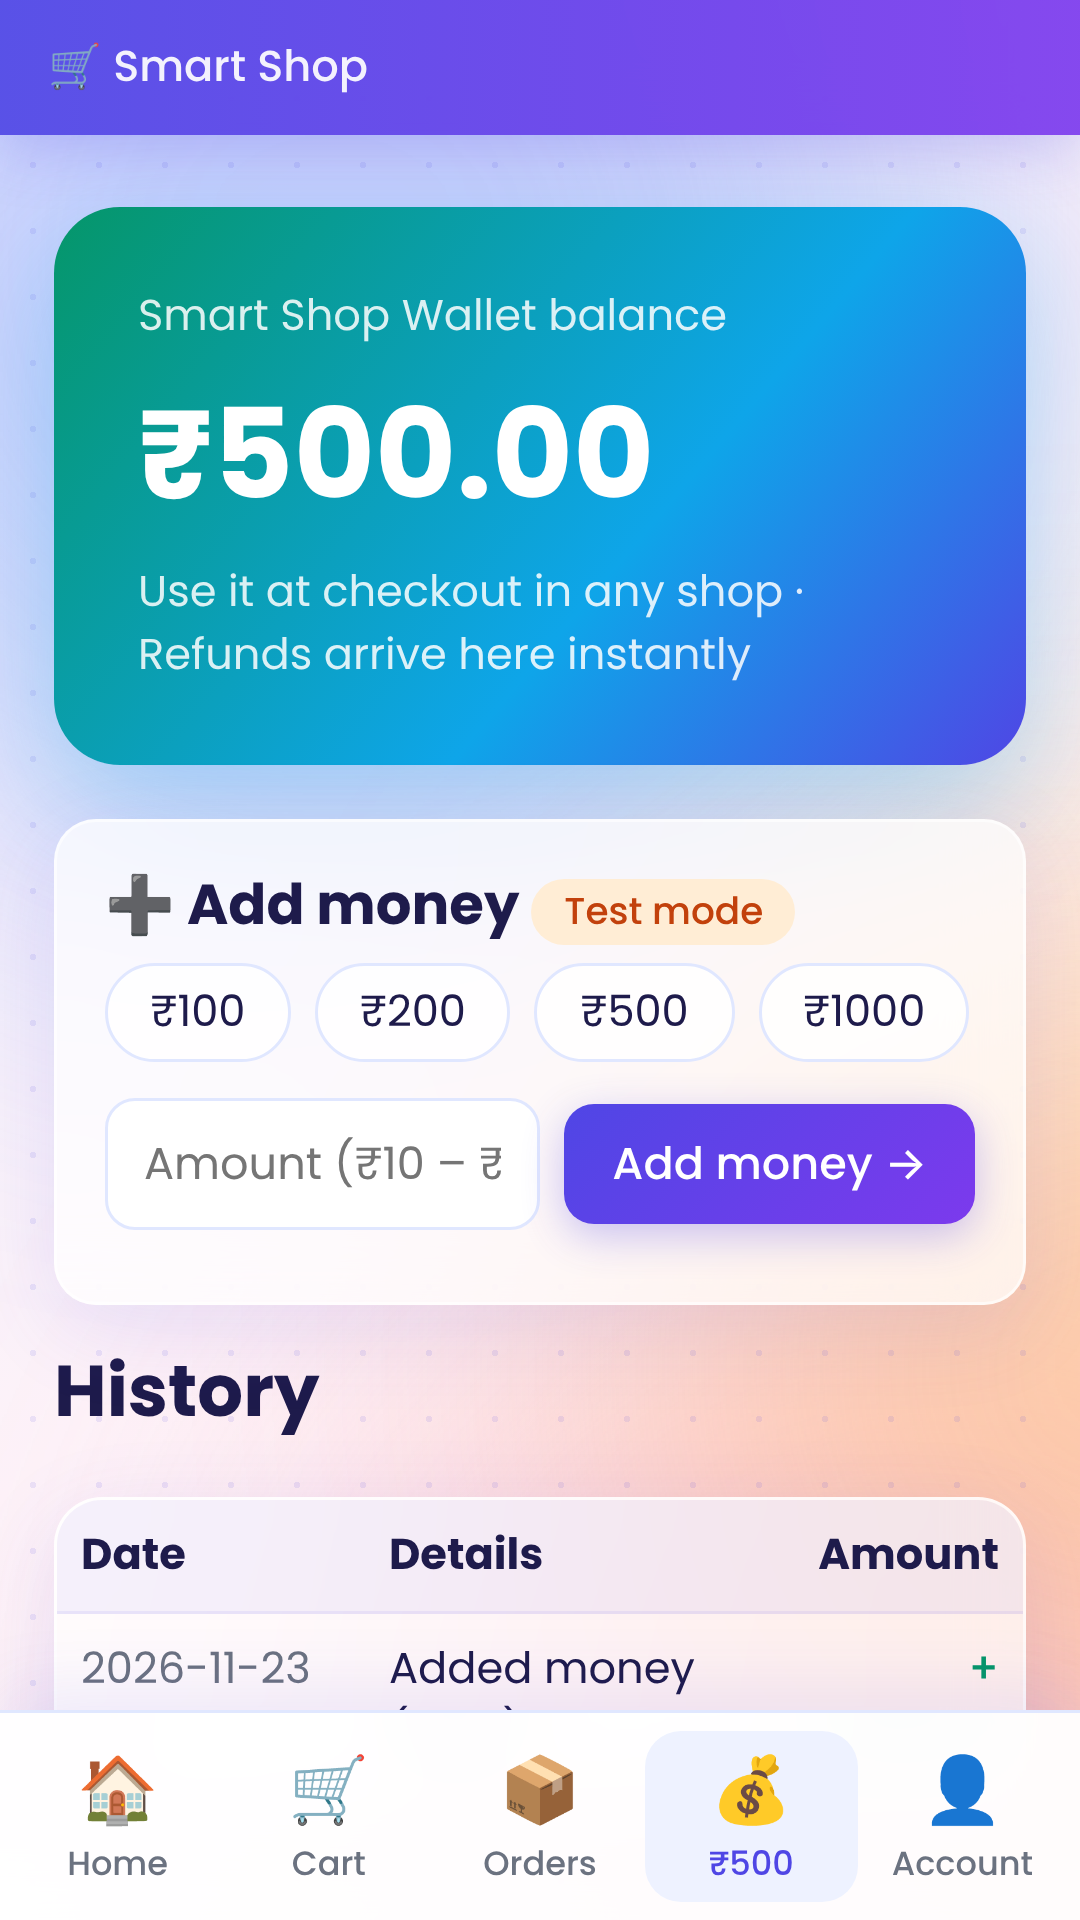 Smart Shop
Smart Shop Wallet balance
₹500.00
Use it at checkout in any shop ·
Refunds arrive here instantly
Add money Test mode
₹100 ₹200 ₹500 ₹1000
Amount (₹10 – ₹
Add money →
History
Date Details Amount
2026-11-23 Added money +
Home Cart Orders ₹500 Account